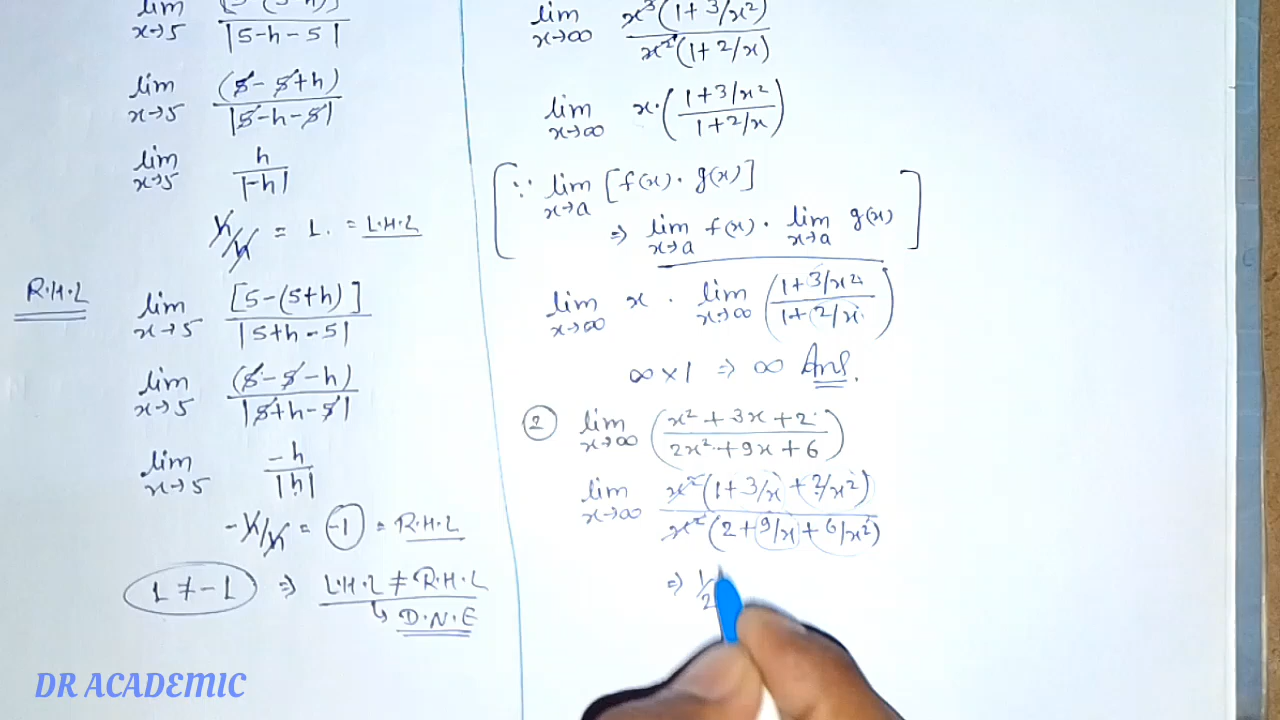 lim x→5 |5-h-5|
lim x→5 (5-5+h) / |5-h-5|
lim x→5 h / |-h|
h/h = 1. = L.H.L
R.H.L lim x→5 [5-(5+h)] / |5+h-5|
lim x→5 (5-5-h) / |5+h-5|
lim x→5 -h / |h|
-h/h = -1 = R.H.L
1 ≠ -1 ⇒ L.H.L ≠ R.H.L
↳ D.N.E
lim x→∞ x³(1+3/x²) / x²(1+2/x)
lim x→∞ x·(1+3/x² / 1+2/x)
[∵ lim x→a [f(x)·g(x)]
⇒ lim x→a f(x) · lim x→a g(x)]
lim x→∞ x · lim x→∞ (1+3/x² / 1+2/x)
∞×1 ⇒ ∞ Ans.
② lim x→∞ (x²+3x+2 / 2x²+9x+6)
lim x→∞ x²(1+3/x+2/x²) / x²(2+9/x+6/x²)
⇒ 1/2
DR ACADEMIC